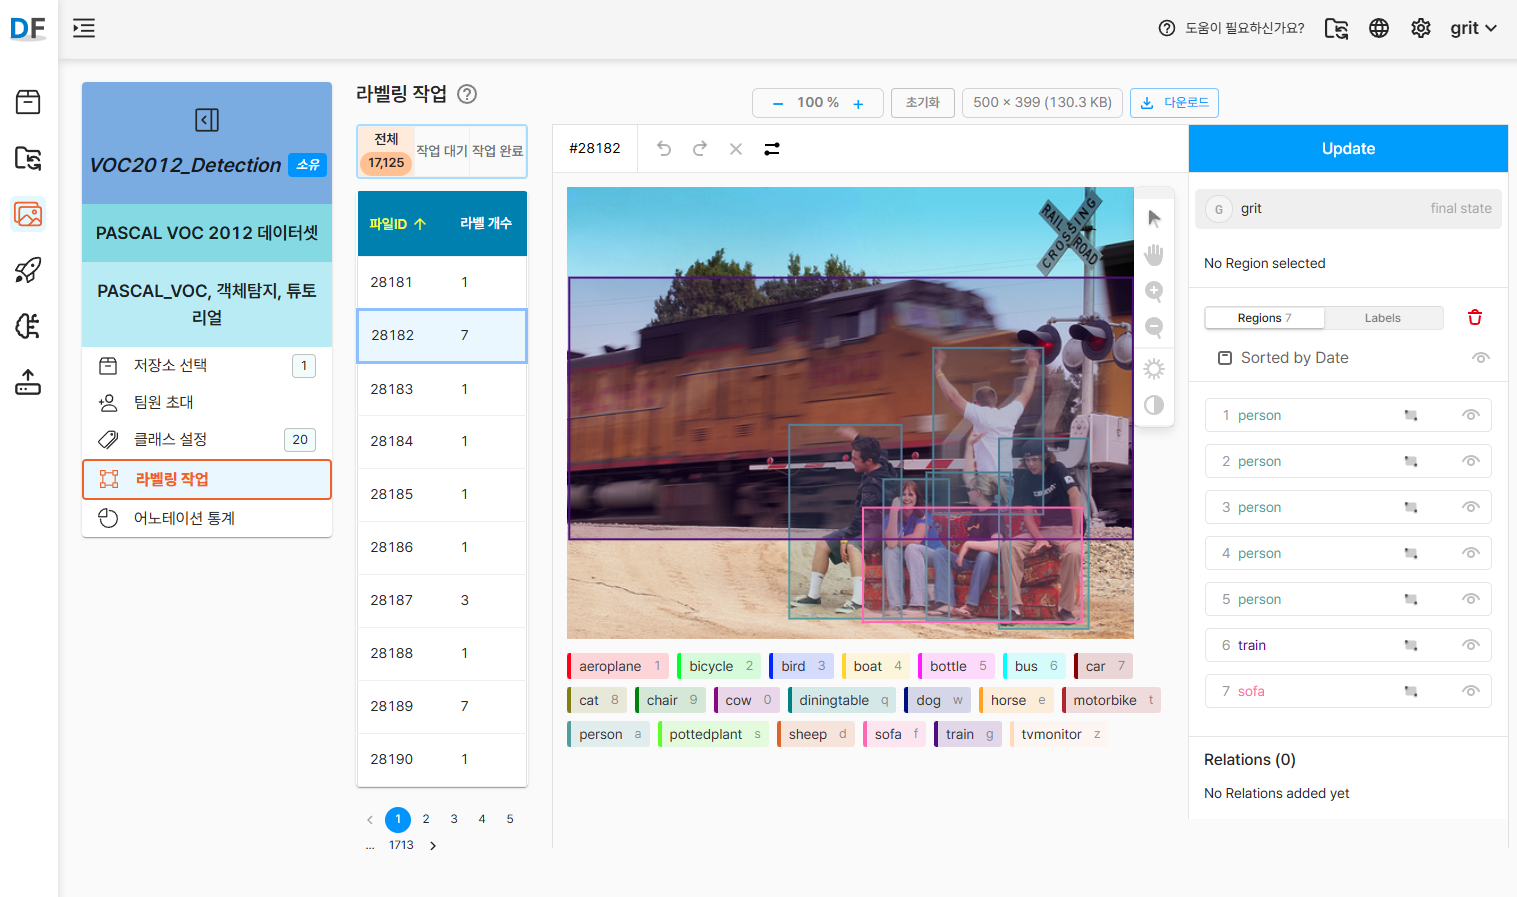 DF
도움이 필요하신가요?
grit
VOC2012_Detection 소유
PASCAL VOC 2012 데이터셋
PASCAL_VOC, 객체탐지, 튜토
리얼
저장소 선택 1
팀원 초대
클래스 설정 20
라벨링 작업
어노테이션 통계
라벨링 작업
전체
17,125
작업 대기
작업 완료
파일ID 라벨 개수
28181 1
28182 7
28183 1
28184 1
28185 1
28186 1
28187 3
28188 1
28189 7
28190 1
1 2 3 4 5
... 1713
100 %
초기화
500 × 399 (130.3 KB)
다운로드
#28182
RAIL ROAD
CROSSING
aeroplane 1
bicycle 2
bird 3
boat 4
bottle 5
bus 6
car 7
cat 8
chair 9
cow 0
diningtable q
dog w
horse e
motorbike t
person a
pottedplant s
sheep d
sofa f
train g
tvmonitor z
Update
G grit final state
No Region selected
Regions 7
Labels
Sorted by Date
1 person
2 person
3 person
4 person
5 person
6 train
7 sofa
Relations (0)
No Relations added yet